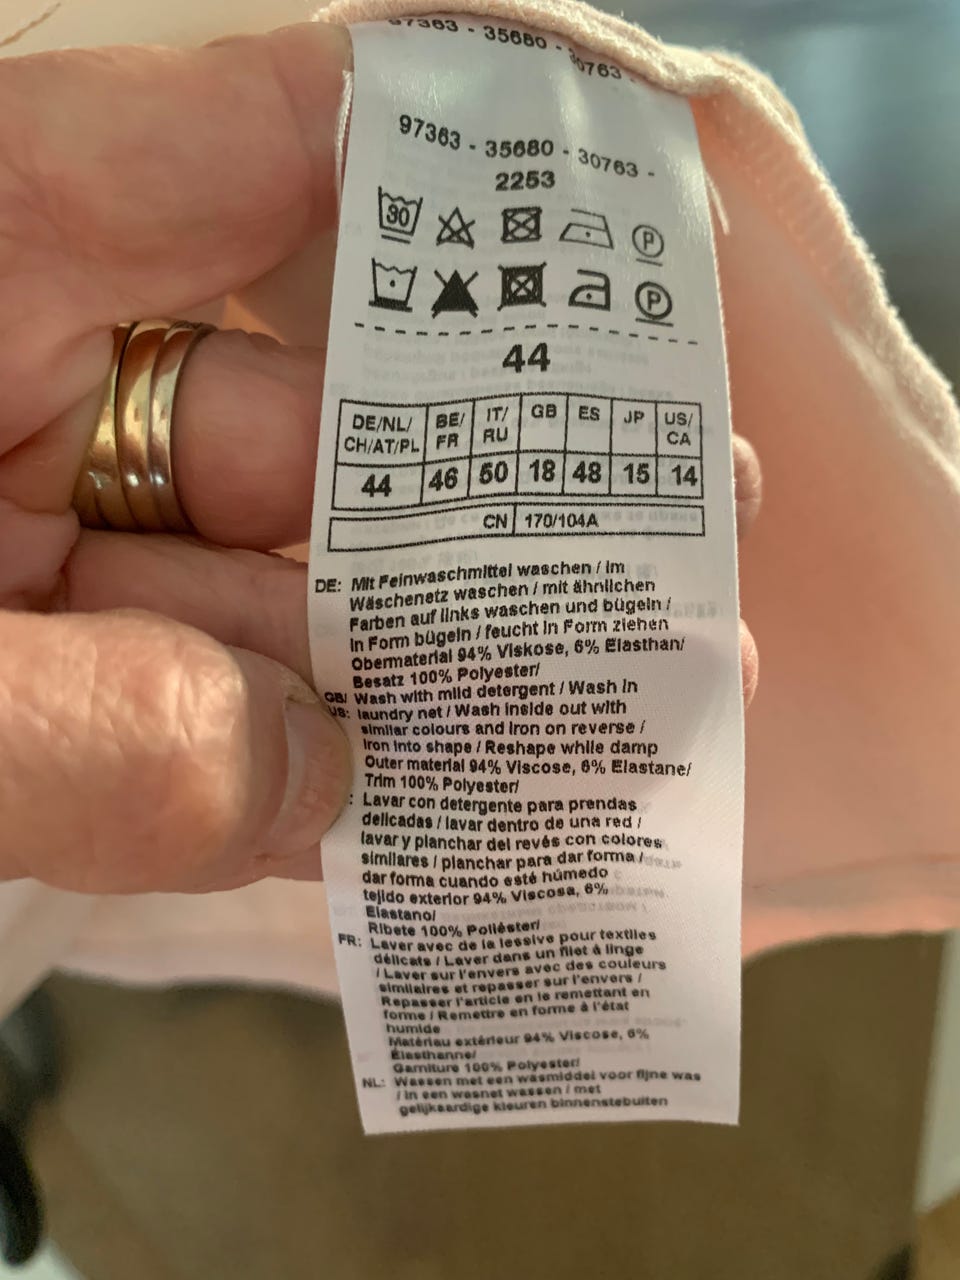 97363 - 35680 - 30763 -
97363 - 35680 - 30763 -
2253
30
P
P
44
DE/NL/ CH/AT/PL BE/ FR IT/ RU GB ES JP US/ CA
44 46 50 18 48 15 14
CN 170/104A
DE: Mit Feinwaschmittel waschen / im
Wäschenetz waschen / mit ähnlichen
Farben auf links waschen und bügeln /
in Form bügeln / feucht in Form ziehen
Obermaterial 94% Viskose, 6% Elasthan/
Besatz 100% Polyester/
GB/ Wash with mild detergent / Wash in
US: laundry net / Wash inside out with
similar colours and iron on reverse /
Iron into shape / Reshape while damp
Outer material 94% Viscose, 6% Elastane/
Trim 100% Polyester/
: Lavar con detergente para prendas
delicadas / lavar dentro de una red /
lavar y planchar del revés con colores
similares / planchar para dar forma /
dar forma cuando esté húmedo
tejido exterior 94% Viscosa, 6%
Elastano/
Ribete 100% Poliéster/
FR: Laver avec de la lessive pour textiles
délicats / Laver dans un filet à linge
/ Laver sur l'envers avec des couleurs
similaires et repasser sur l'envers /
Repasser l'article en le remettant en
forme / Remettre en forme à l'état
humide
Matériau extérieur 94% Viscose, 6%
Élasthanne/
Garniture 100% Polyester/
NL: Wassen met een wasmiddel voor fijne was
/ in een wasnet wassen / met
gelijkaardige kleuren binnenstebuiten